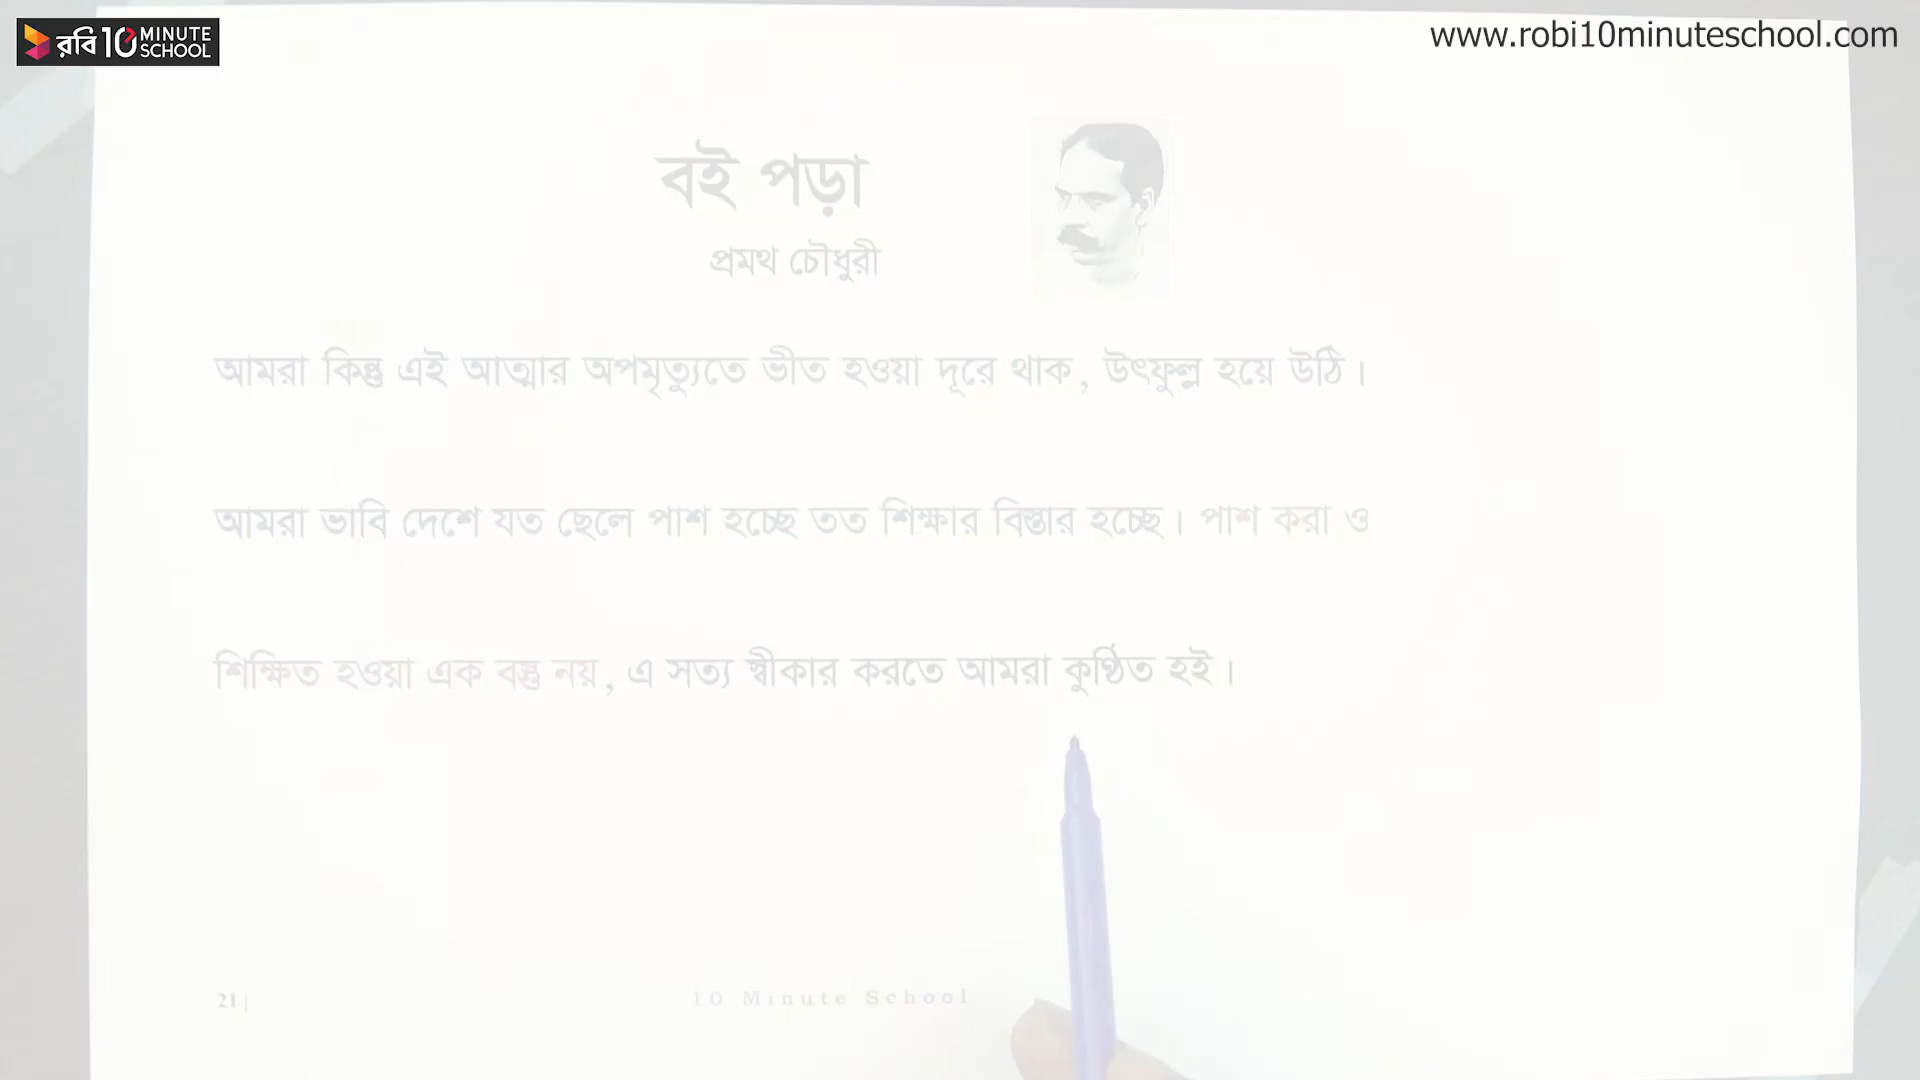 রবি 10 MINUTE SCHOOL
www.robi10minuteschool.com
বই পড়া
প্রমথ চৌধুরী
আমরা কিন্তু এই আত্মার অপমৃত্যুতে ভীত হওয়া দূরে থাক, উৎফুল্ল হয়ে উঠি।
আমরা ভাবি দেশে যত ছেলে পাশ হচ্ছে তত শিক্ষার বিস্তার হচ্ছে। পাশ করা ও
শিক্ষিত হওয়া এক বস্তু নয়, এ সত্য স্বীকার করতে আমরা কুণ্ঠিত হই।
21 |
10 Minute School